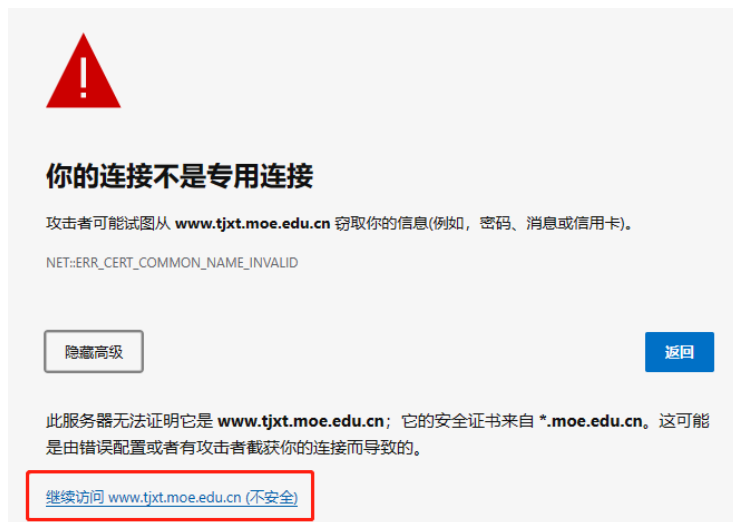 你的连接不是专用连接
攻击者可能试图从 www.tjxt.moe.edu.cn 窃取你的信息(例如，密码、消息或信用卡)。
NET::ERR_CERT_COMMON_NAME_INVALID
隐藏高级
返回
此服务器无法证明它是 www.tjxt.moe.edu.cn；它的安全证书来自 *.moe.edu.cn。这可能
是由错误配置或者有攻击者截获你的连接而导致的。
继续访问 www.tjxt.moe.edu.cn (不安全)